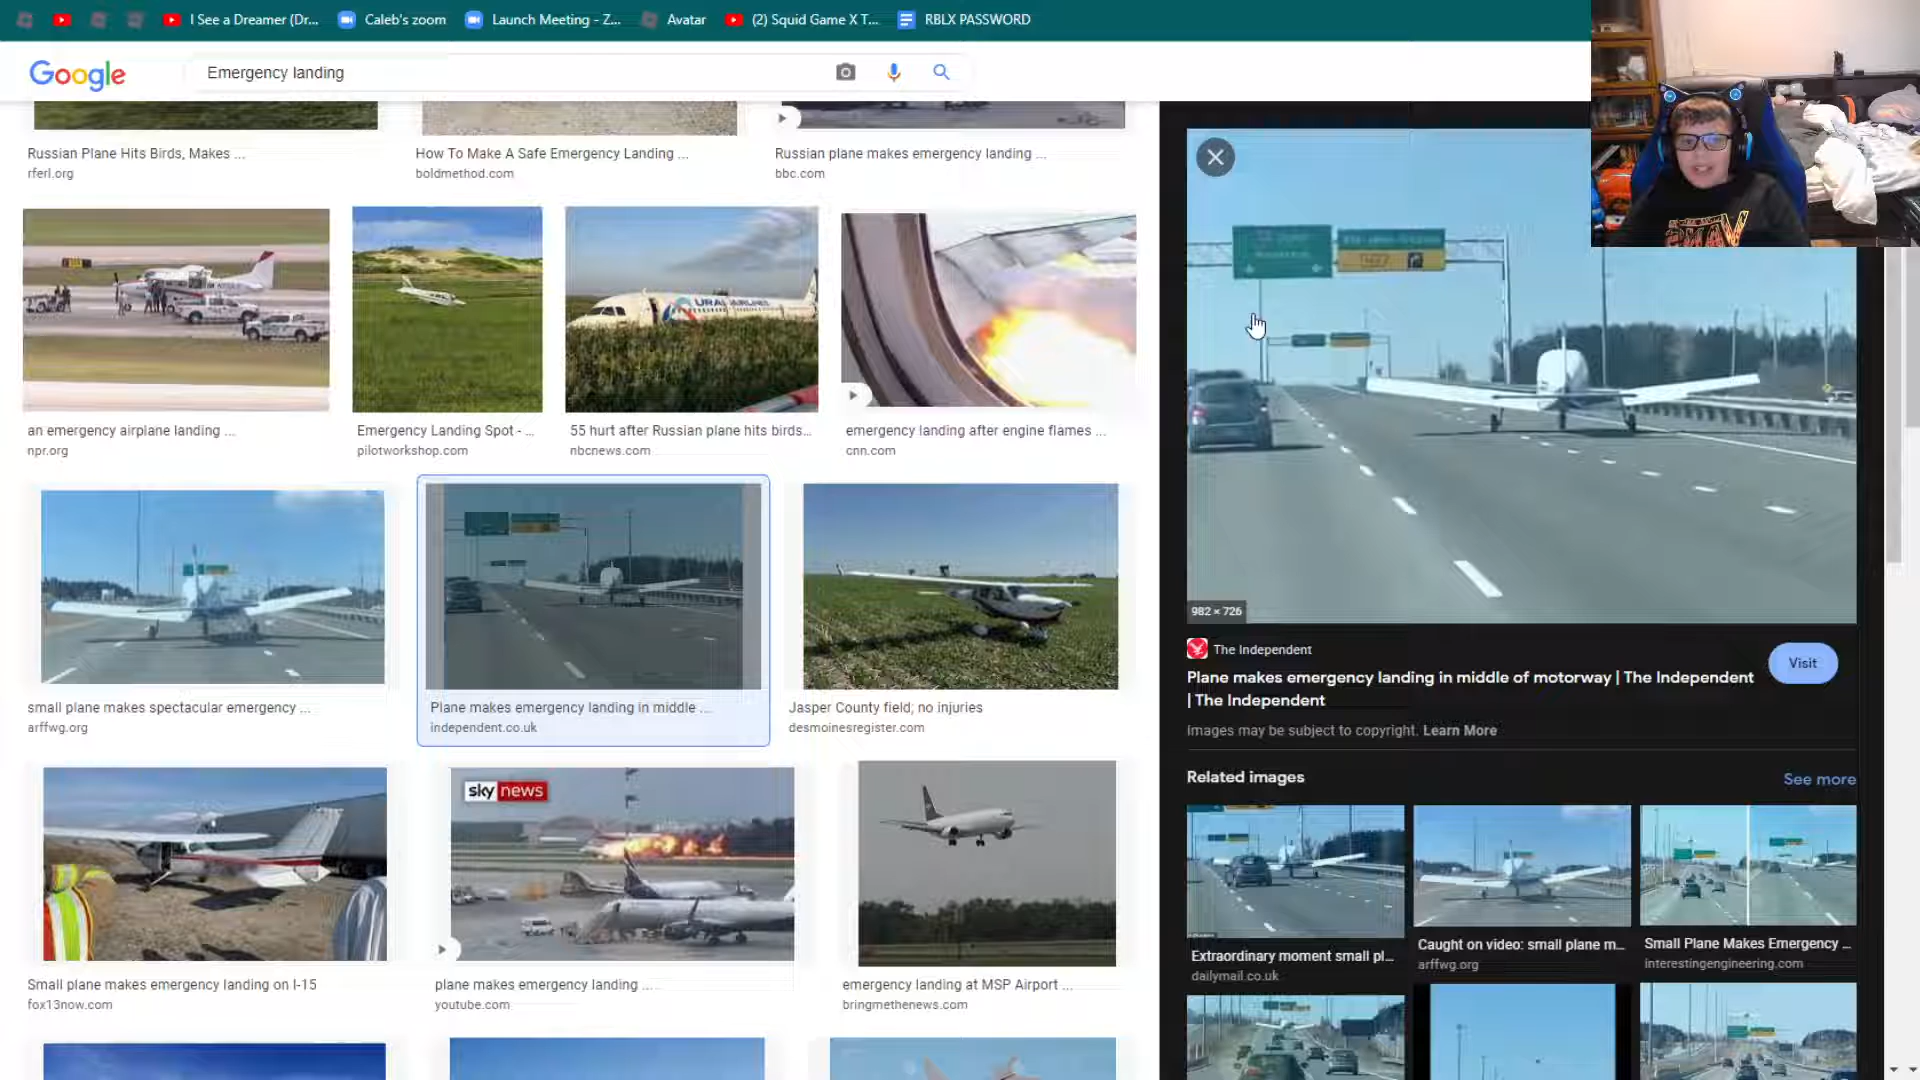 I See a Dreamer (Dr...
Caleb's zoom
Launch Meeting - Z...
Avatar
(2) Squid Game X T...
RBLX PASSWORD
Google
Emergency landing
Russian Plane Hits Birds, Makes ...
rferl.org
How To Make A Safe Emergency Landing ...
boldmethod.com
Russian plane makes emergency landing ...
bbc.com
URAL AIRLINES
an emergency airplane landing ...
npr.org
Emergency Landing Spot - ...
pilotworkshop.com
55 hurt after Russian plane hits birds...
nbcnews.com
emergency landing after engine flames ...
cnn.com
small plane makes spectacular emergency ...
arffwg.org
Plane makes emergency landing in middle ...
independent.co.uk
Jasper County field; no injuries
desmoinesregister.com
sky news
Small plane makes emergency landing on I-15
fox13now.com
plane makes emergency landing ...
youtube.com
emergency landing at MSP Airport ...
bringmethenews.com
982 × 726
The Independent
Plane makes emergency landing in middle of motorway | The Independent
| The Independent
Visit
Images may be subject to copyright. Learn More
Related images
See more
Extraordinary moment small pl...
dailymail.co.uk
Caught on video: small plane m...
arffwg.org
Small Plane Makes Emergency ...
interestingengineering.com